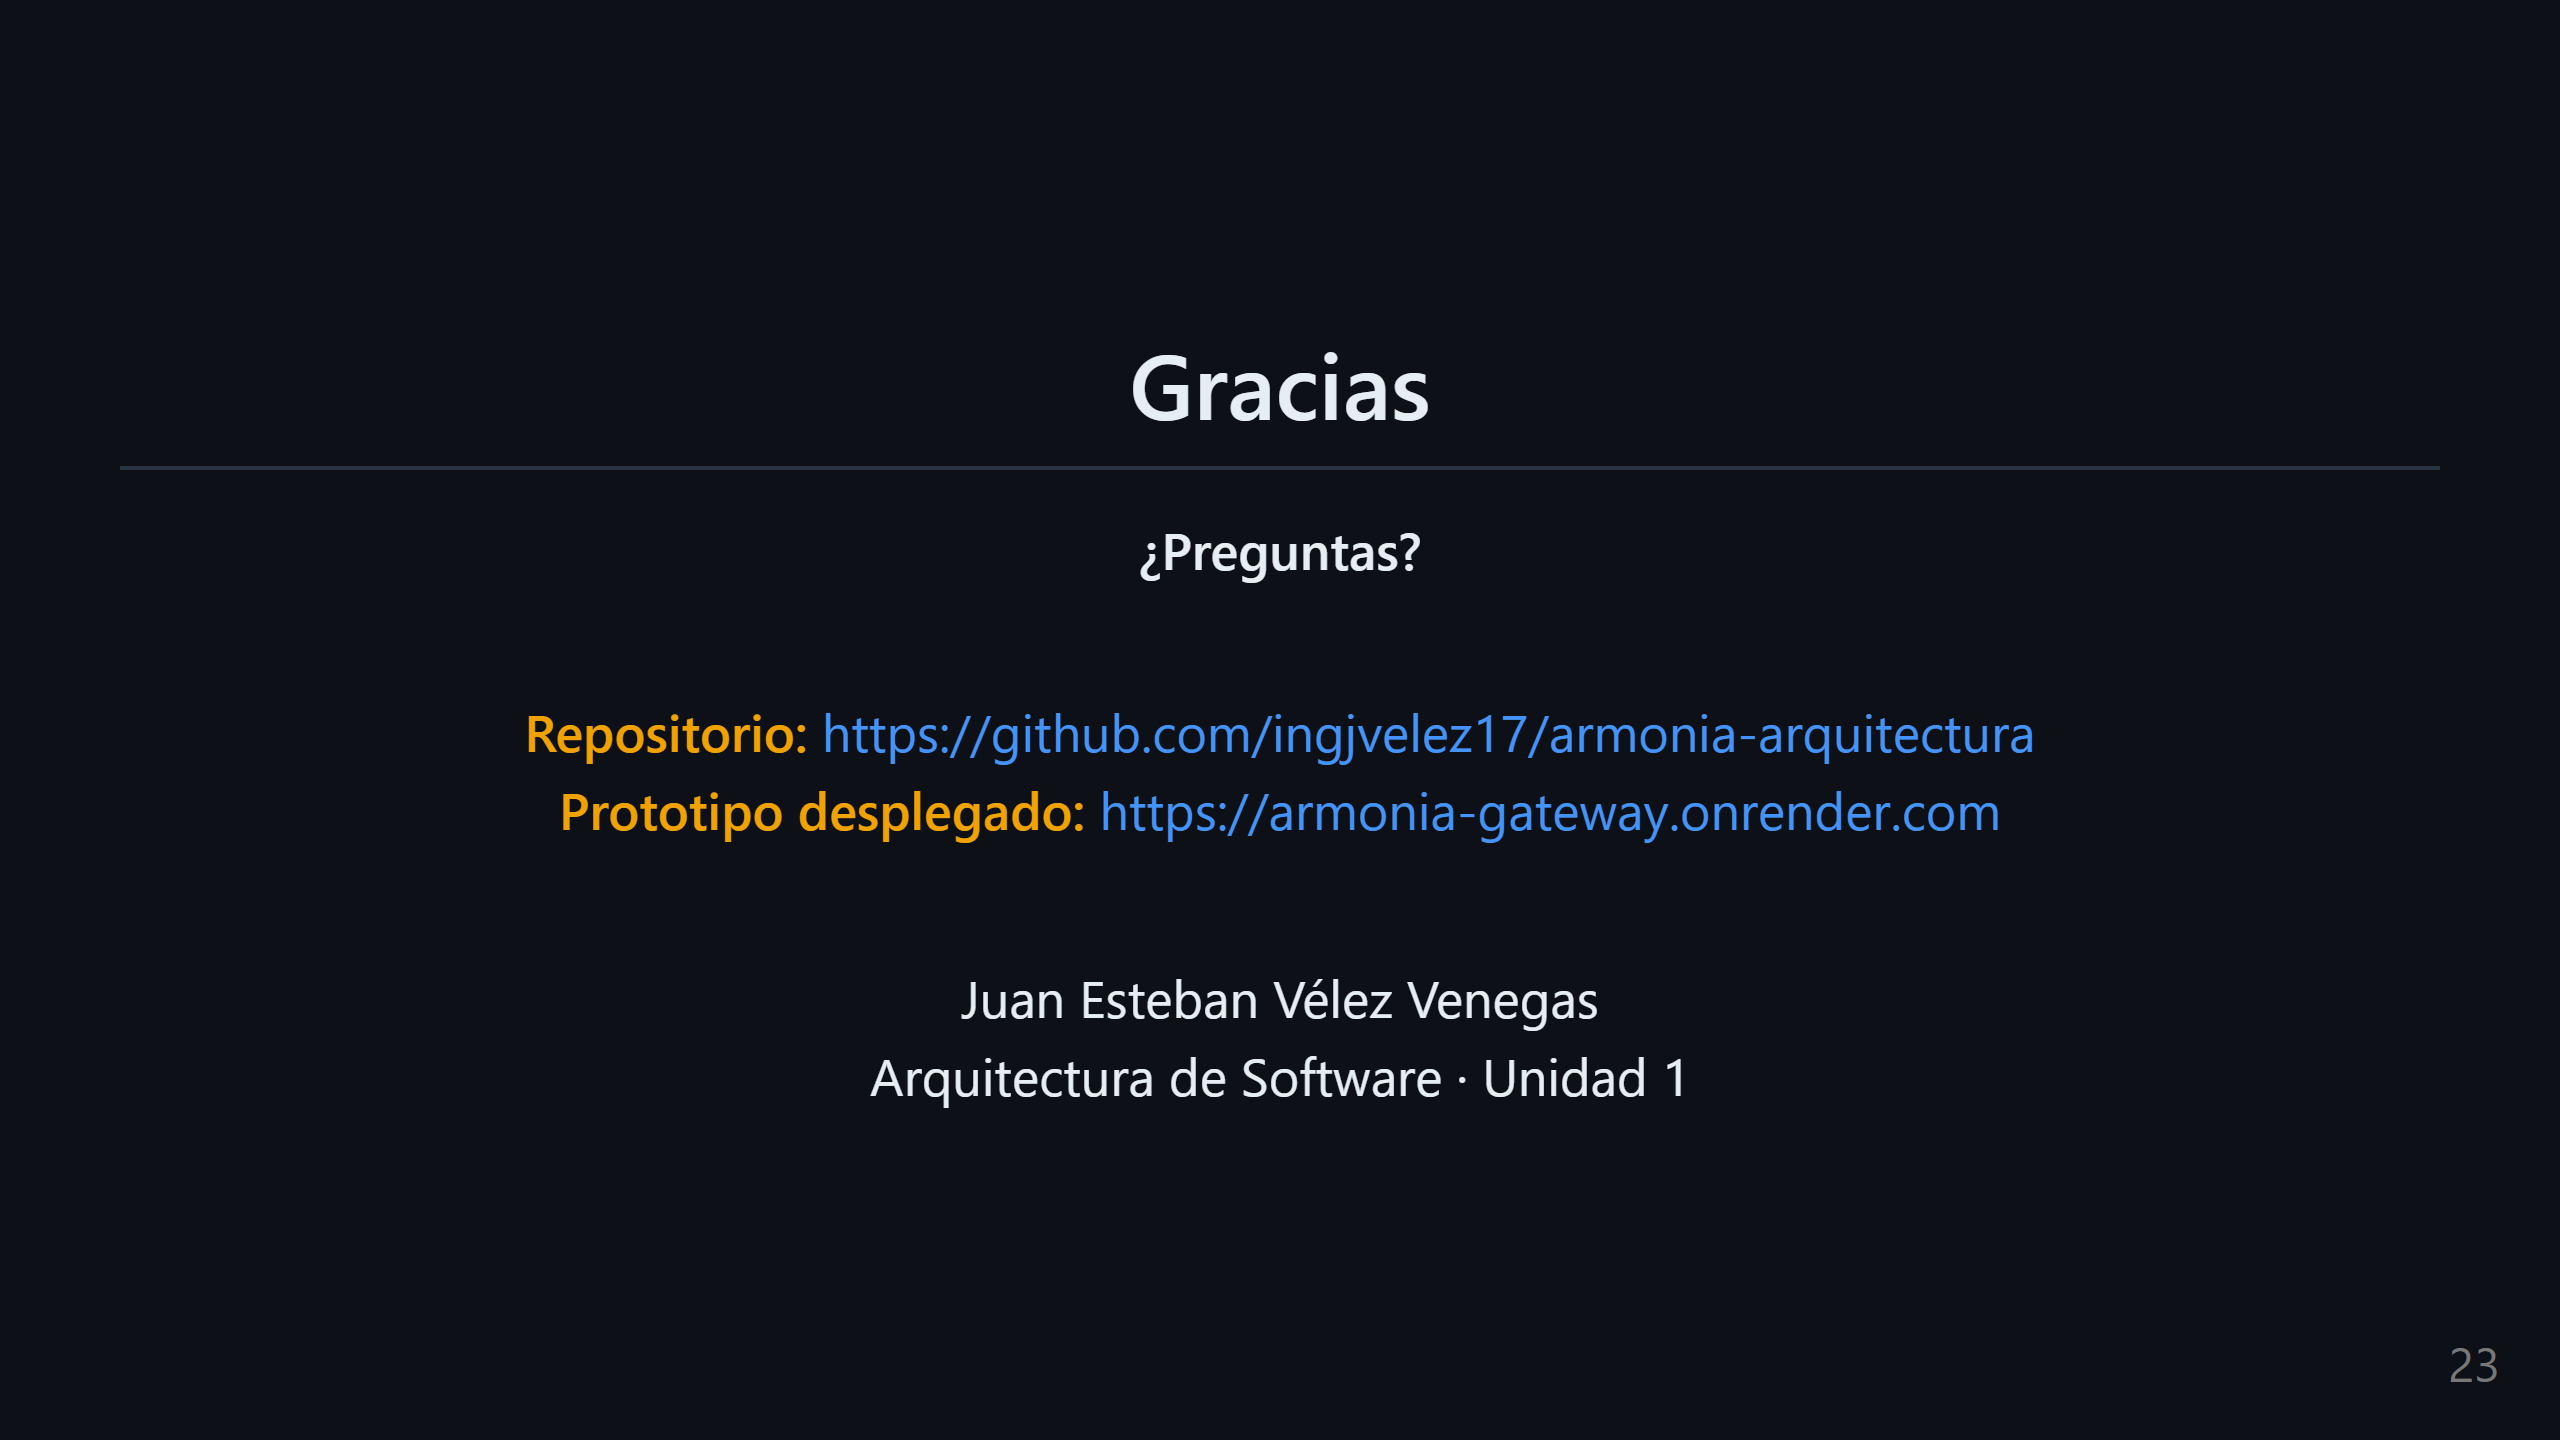 Gracias
¿Preguntas?
Repositorio: https://github.com/ingjvelez17/armonia-arquitectura
Prototipo desplegado: https://armonia-gateway.onrender.com
Juan Esteban Vélez Venegas
Arquitectura de Software · Unidad 1
23